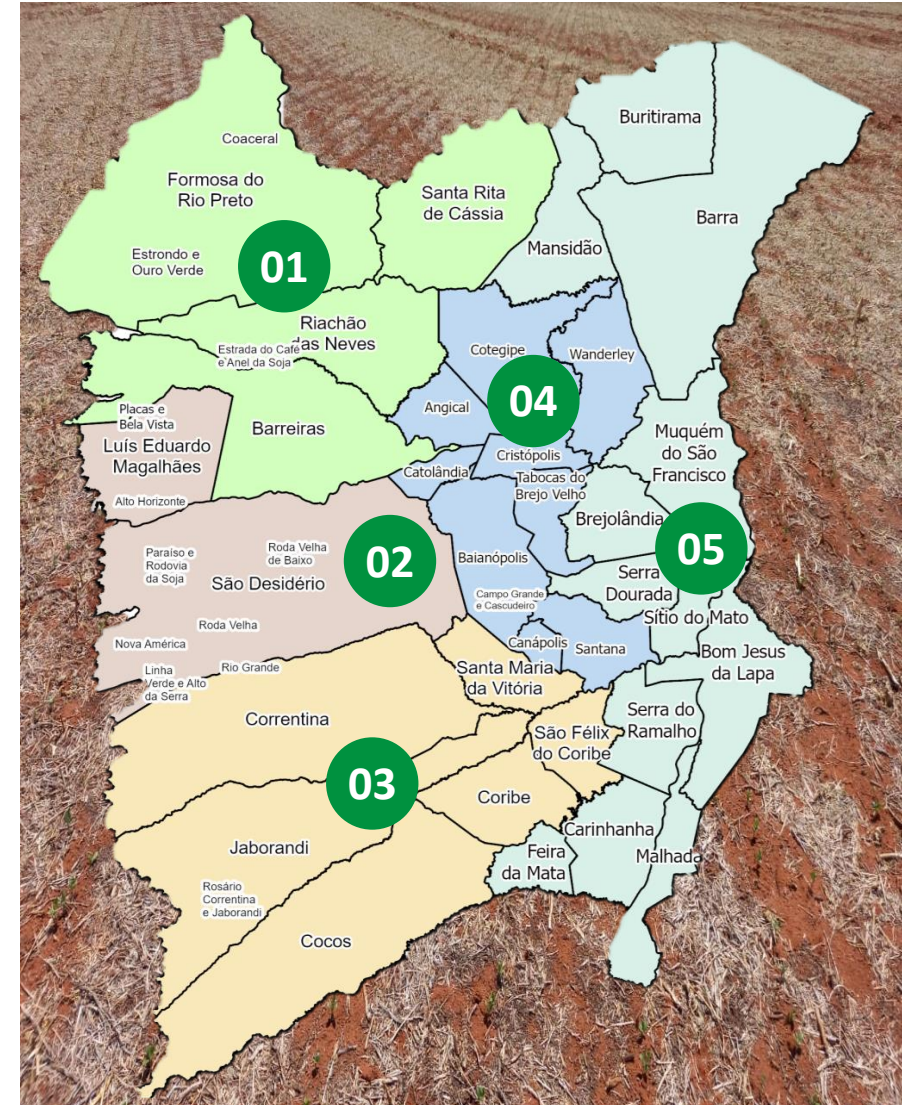 Buritirama
Coaceral
Formosa do
Rio Preto
Santa Rita
de Cássia
Barra
Mansidão
Estrondo e
Ouro Verde
01
Riachão
das Neves
Estrada do Café
e Anel da Soja
Cotegipe
Wanderley
04
Angical
Placas e
Bela Vista
Barreiras
Luís Eduardo
Magalhães
Muquém
do São
Francisco
Cristópolis
Catolândia
Tabocas do
Brejo Velho
Alto Horizonte
Brejolândia
05
Paraíso e
Rodovia
da Soja
Roda Velha
de Baixo
02
São Desidério
Baianópolis
Serra
Dourada
Campo Grande
e Cascudeiro
Sítio do Mato
Roda Velha
Nova América
Canápolis
Santana
Bom Jesus
da Lapa
Linha
Verde e Alto
da Serra
Rio Grande
Santa Maria
da Vitória
Correntina
Serra do
Ramalho
São Félix
do Coribe
03
Coribe
Carinhanha
Jaborandi
Feira
da Mata
Malhada
Rosário
Correntina
e Jaborandi
Cocos